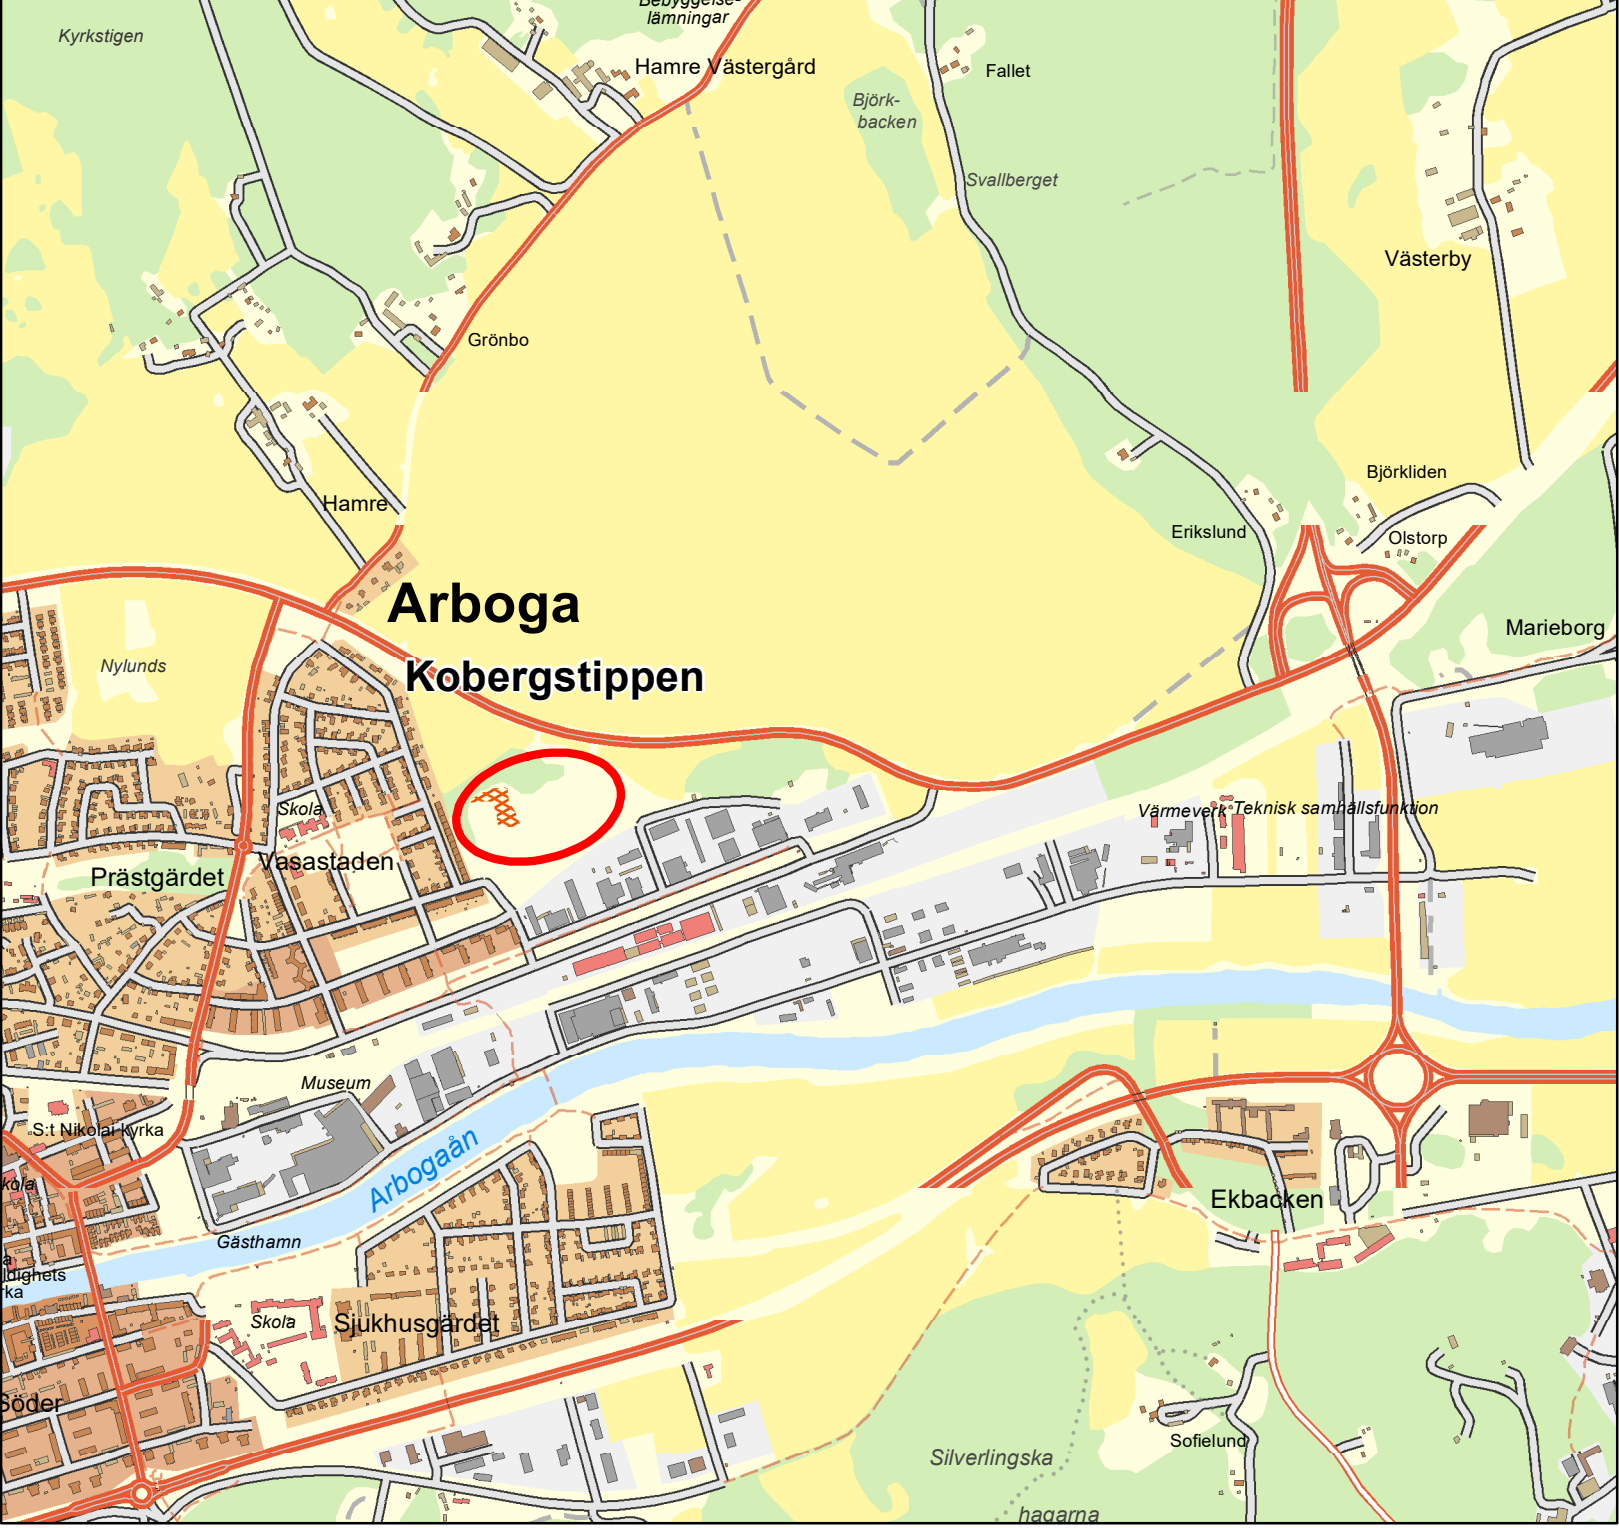 Bebyggelse-
lämningar
Kyrkstigen
Hamre Västergård
Fallet
Björk-
backen
Svallberget
Västerby
Grönbo
Björkliden
Hamre
Erikslund
Olstorp
Arboga
Marieborg
Nylunds
Kobergstippen
Skola
Värmeverk
Teknisk samhällsfunktion
Vasastaden
Prästgärdet
Museum
S:t Nikolai kyrka
Arbogaån
kola
Ekbacken
Gästhamn
a
ldighets
rka
Skola
Sjukhusgärdet
Söder
Sofielund
Silverlingska
hagarna